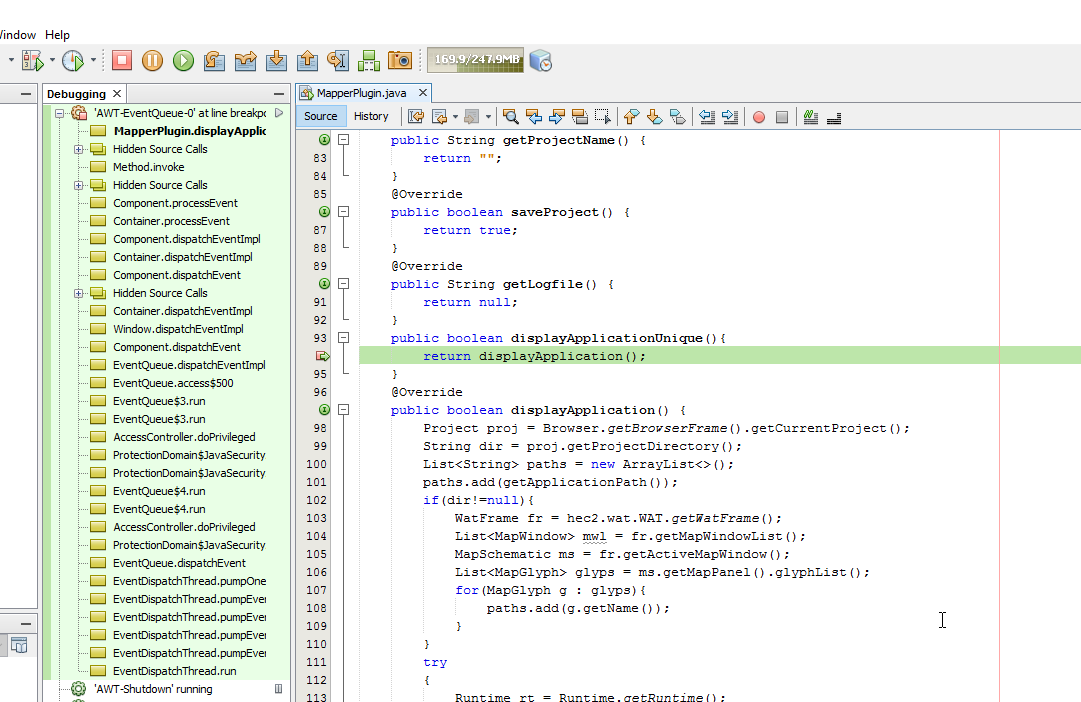 Window Help
169.9/247.9MB
Debugging
'AWT-EventQueue-0' at line breakpo
MapperPlugin.displayApplic
Hidden Source Calls
Method.invoke
Hidden Source Calls
Component.processEvent
Container.processEvent
Component.dispatchEventImpl
Container.dispatchEventImpl
Component.dispatchEvent
Hidden Source Calls
Container.dispatchEventImpl
Window.dispatchEventImpl
Component.dispatchEvent
EventQueue.dispatchEventImpl
EventQueue.access$500
EventQueue$3.run
EventQueue$3.run
AccessController.doPrivileged
ProtectionDomain$JavaSecurity
ProtectionDomain$JavaSecurity
EventQueue$4.run
EventQueue$4.run
AccessController.doPrivileged
ProtectionDomain$JavaSecurity
EventQueue.dispatchEvent
EventDispatchThread.pumpOne
EventDispatchThread.pumpEver
EventDispatchThread.pumpEver
EventDispatchThread.pumpEver
EventDispatchThread.pumpEver
EventDispatchThread.run
'AWT-Shutdown' running
MapperPlugin.java
Source History
public String getProjectName() {
83 return "";
84 }
85 @Override
public boolean saveProject() {
87 return true;
88 }
89 @Override
public String getLogfile() {
91 return null;
92 }
93 public boolean displayApplicationUnique(){
return displayApplication();
95 }
96 @Override
public boolean displayApplication() {
98 Project proj = Browser.getBrowserFrame().getCurrentProject();
99 String dir = proj.getProjectDirectory();
100 List<String> paths = new ArrayList<>();
101 paths.add(getApplicationPath());
102 if(dir!=null){
103 WatFrame fr = hec2.wat.WAT.getWatFrame();
104 List<MapWindow> mwl = fr.getMapWindowList();
105 MapSchematic ms = fr.getActiveMapWindow();
106 List<MapGlyph> glyps = ms.getMapPanel().glyphList();
107 for(MapGlyph g : glyps){
108 paths.add(g.getName());
109 }
110 }
111 try
112 {
113 Runtime rt = Runtime.getRuntime();